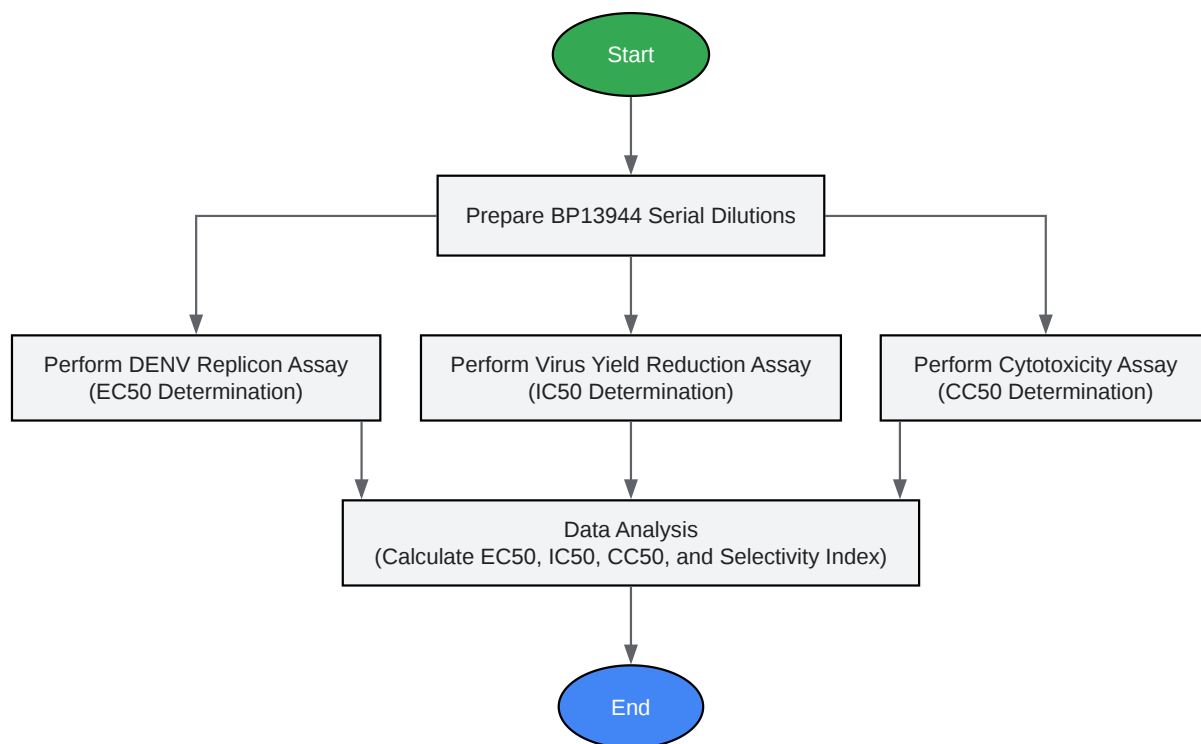 Start
Prepare BP13944 Serial Dilutions
Perform DENV Replicon Assay
(EC50 Determination)
Perform Virus Yield Reduction Assay
(IC50 Determination)
Perform Cytotoxicity Assay
(CC50 Determination)
Data Analysis
(Calculate EC50, IC50, CC50, and Selectivity Index)
End